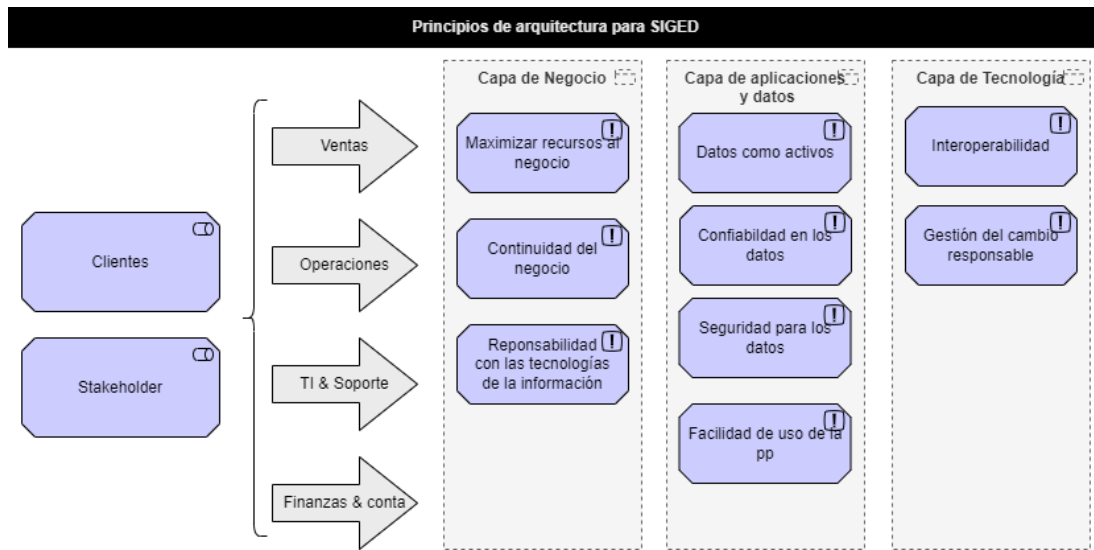 Principios de arquitectura para SIGED
Clientes
Stakeholder
Ventas
Operaciones
TI & Soporte
Finanzas & conta
Capa de Negocio
Maximizar recursos al
negocio
Continuidad del
negocio
Reponsabilidad
con las tecnologías
de la información
Capa de aplicaciones
y datos
Datos como activos
Confiabildad en los
datos
Seguridad para los
datos
Facilidad de uso de la
pp
Capa de Tecnología
Interoperabilidad
Gestión del cambio
responsable